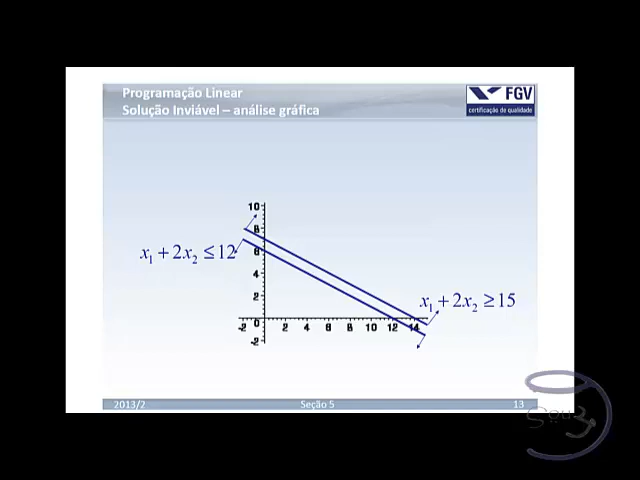 Programação Linear
Solução Inviável – análise gráfica
FGV
certificação de qualidade
10
8
x₁ + 2x₂ ≤ 12
6
4
x₁ + 2x₂ ≥ 15
2
-2 0 2 4 6 8 10 12 14
-2
2013/2 Seção 5 13